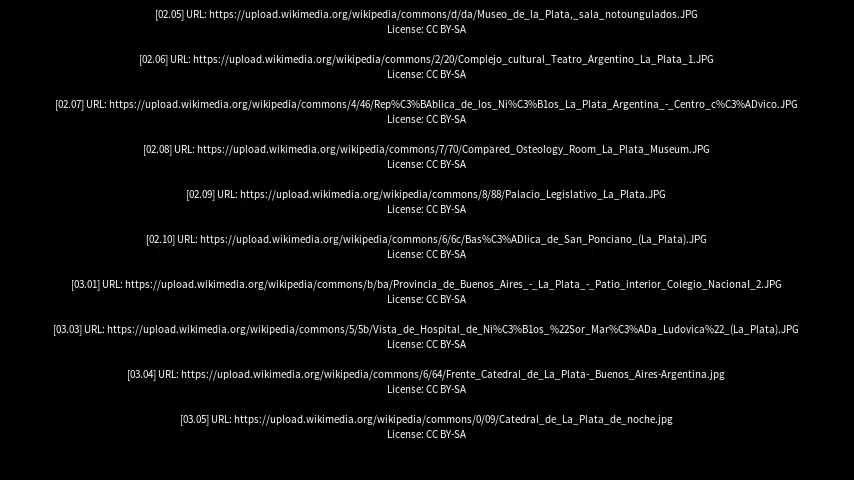 [02.05] URL: https://upload.wikimedia.org/wikipedia/commons/d/da/Museo_de_la_Plata,_sala_notoungulados.JPG
License: CC BY-SA
[02.06] URL: https://upload.wikimedia.org/wikipedia/commons/2/20/Complejo_cultural_Teatro_Argentino_La_Plata_1.JPG
License: CC BY-SA
[02.07] URL: https://upload.wikimedia.org/wikipedia/commons/4/46/Rep%C3%BAblica_de_los_Ni%C3%B1os_La_Plata_Argentina_-_Centro_c%C3%ADvico.JPG
License: CC BY-SA
[02.08] URL: https://upload.wikimedia.org/wikipedia/commons/7/70/Compared_Osteology_Room_La_Plata_Museum.JPG
License: CC BY-SA
[02.09] URL: https://upload.wikimedia.org/wikipedia/commons/8/88/Palacio_Legislativo_La_Plata.JPG
License: CC BY-SA
[02.10] URL: https://upload.wikimedia.org/wikipedia/commons/6/6c/Bas%C3%ADlica_de_San_Ponciano_(La_Plata).JPG
License: CC BY-SA
[03.01] URL: https://upload.wikimedia.org/wikipedia/commons/b/ba/Provincia_de_Buenos_Aires_-_La_Plata_-_Patio_interior_Colegio_Nacional_2.JPG
License: CC BY-SA
[03.03] URL: https://upload.wikimedia.org/wikipedia/commons/5/5b/Vista_de_Hospital_de_Ni%C3%B1os_%22Sor_Mar%C3%ADa_Ludovica%22_(La_Plata).JPG
License: CC BY-SA
[03.04] URL: https://upload.wikimedia.org/wikipedia/commons/6/64/Frente_Catedral_de_La_Plata-_Buenos_Aires-Argentina.jpg
License: CC BY-SA
[03.05] URL: https://upload.wikimedia.org/wikipedia/commons/0/09/Catedral_de_La_Plata_de_noche.jpg
License: CC BY-SA